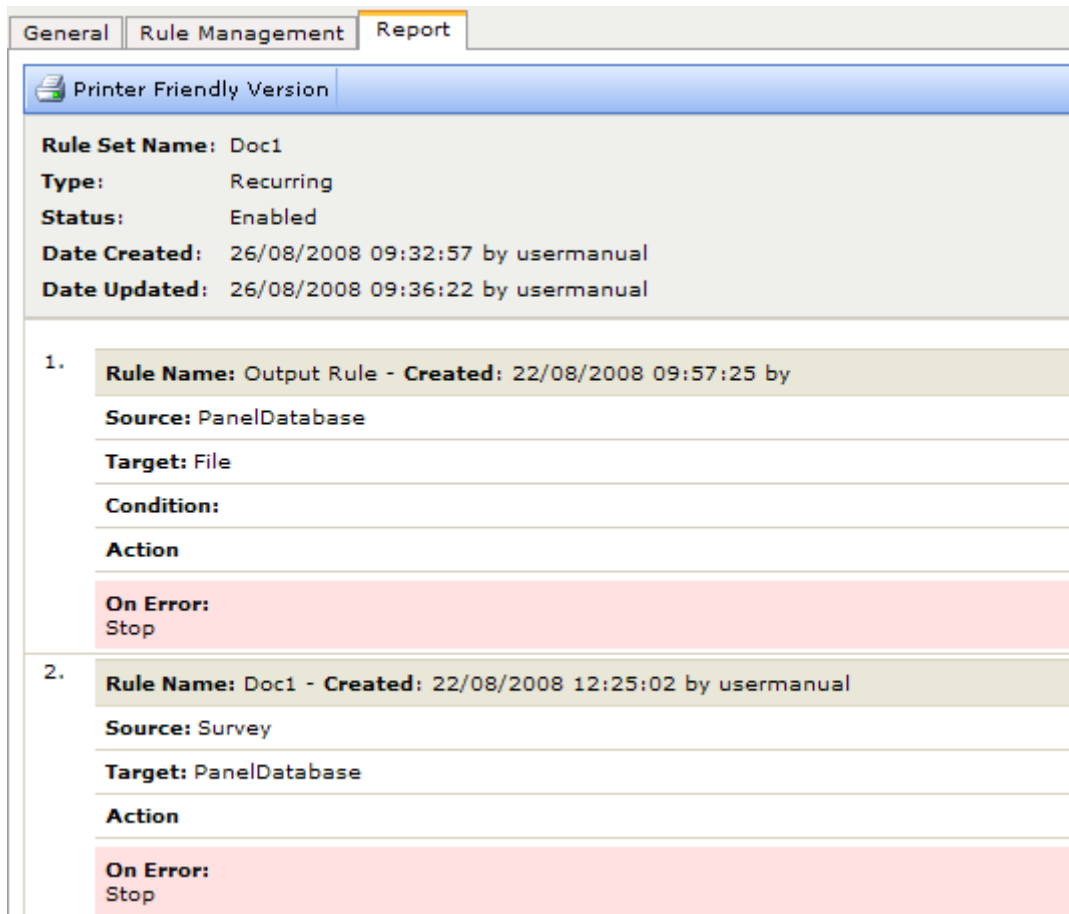 General Rule Management Report
Printer Friendly Version
Rule Set Name: Doc1
Type: Recurring
Status: Enabled
Date Created: 26/08/2008 09:32:57 by usermanual
Date Updated: 26/08/2008 09:36:22 by usermanual
1.
Rule Name: Output Rule - Created: 22/08/2008 09:57:25 by
Source: PanelDatabase
Target: File
Condition:
Action
On Error:
Stop
2.
Rule Name: Doc1 - Created: 22/08/2008 12:25:02 by usermanual
Source: Survey
Target: PanelDatabase
Action
On Error:
Stop